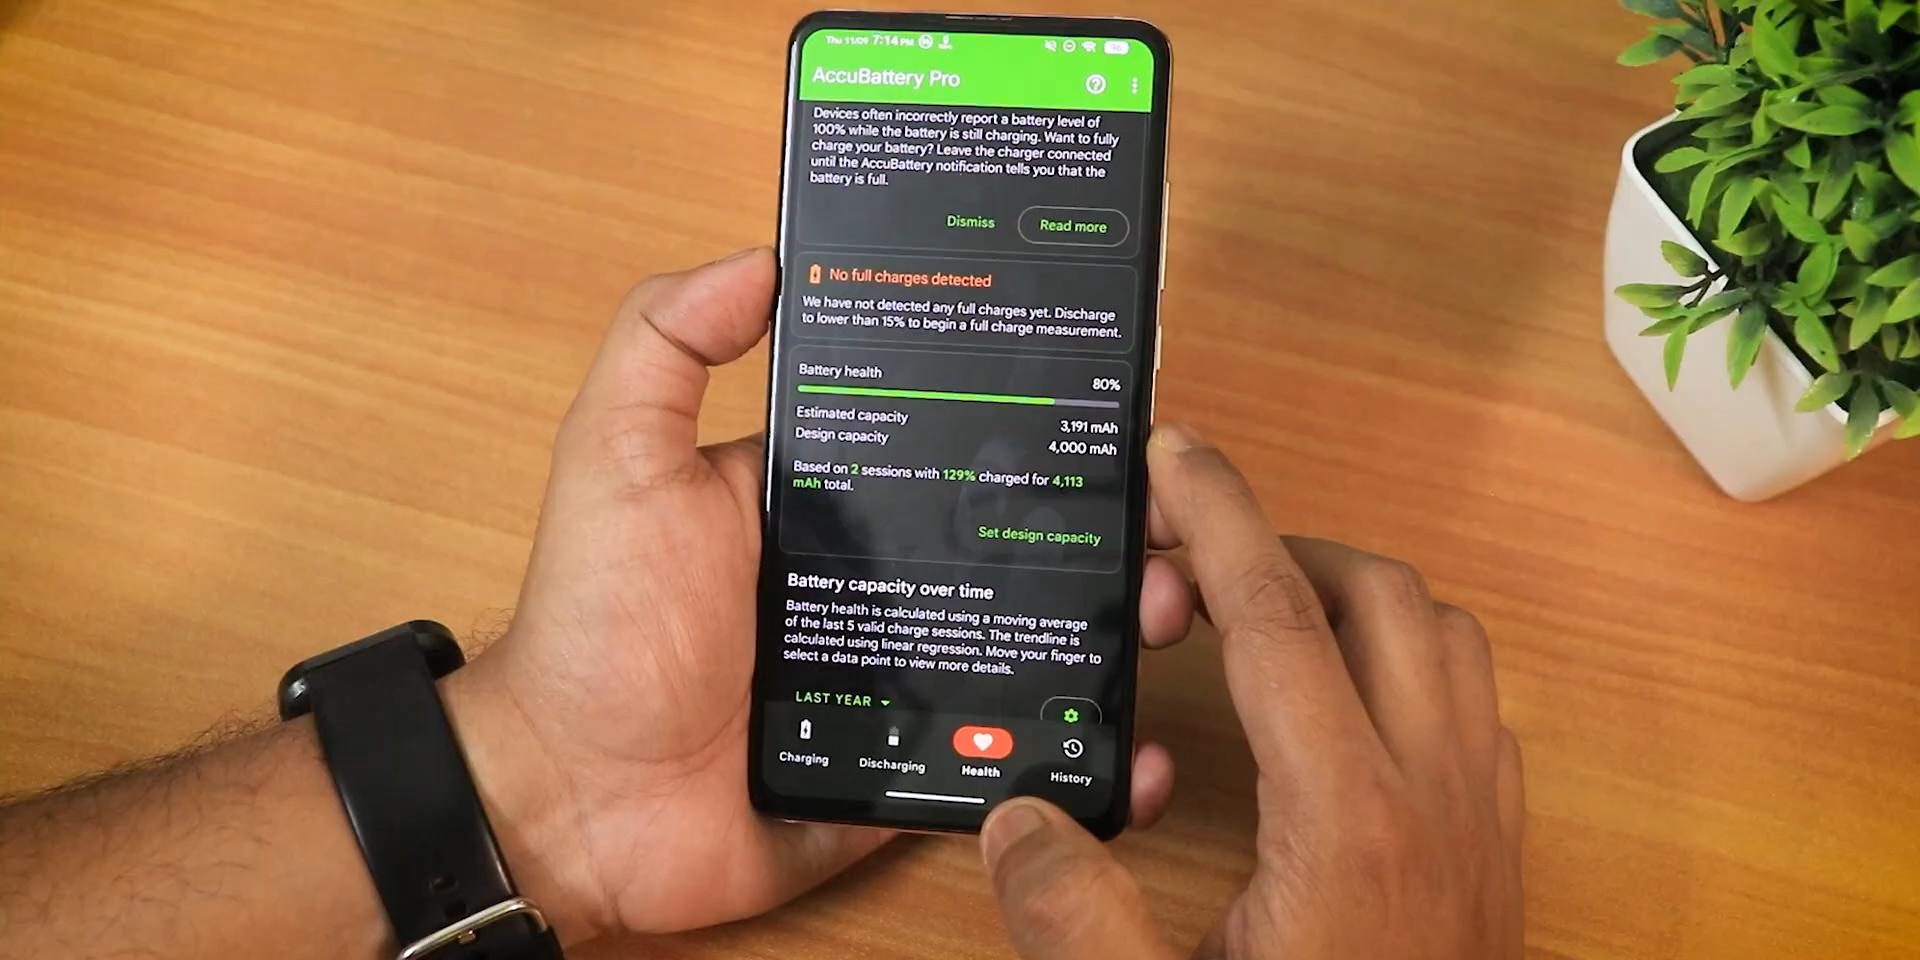 Thu 11/09 7:14 PM
AccuBattery Pro
Devices often incorrectly report a battery level of
100% while the battery is still charging. Want to fully
charge your battery? Leave the charger connected
until the AccuBattery notification tells you that the
battery is full.
Dismiss
Read more
No full charges detected
We have not detected any full charges yet. Discharge
to lower than 15% to begin a full charge measurement.
Battery health 80%
Estimated capacity 3,191 mAh
Design capacity 4,000 mAh
Based on 2 sessions with 129% charged for 4,113
mAh total.
Set design capacity
Battery capacity over time
Battery health is calculated using a moving average
of the last 5 valid charge sessions. The trendline is
calculated using linear regression. Move your finger to
select a data point to view more details.
LAST YEAR
Charging
Discharging
Health
History